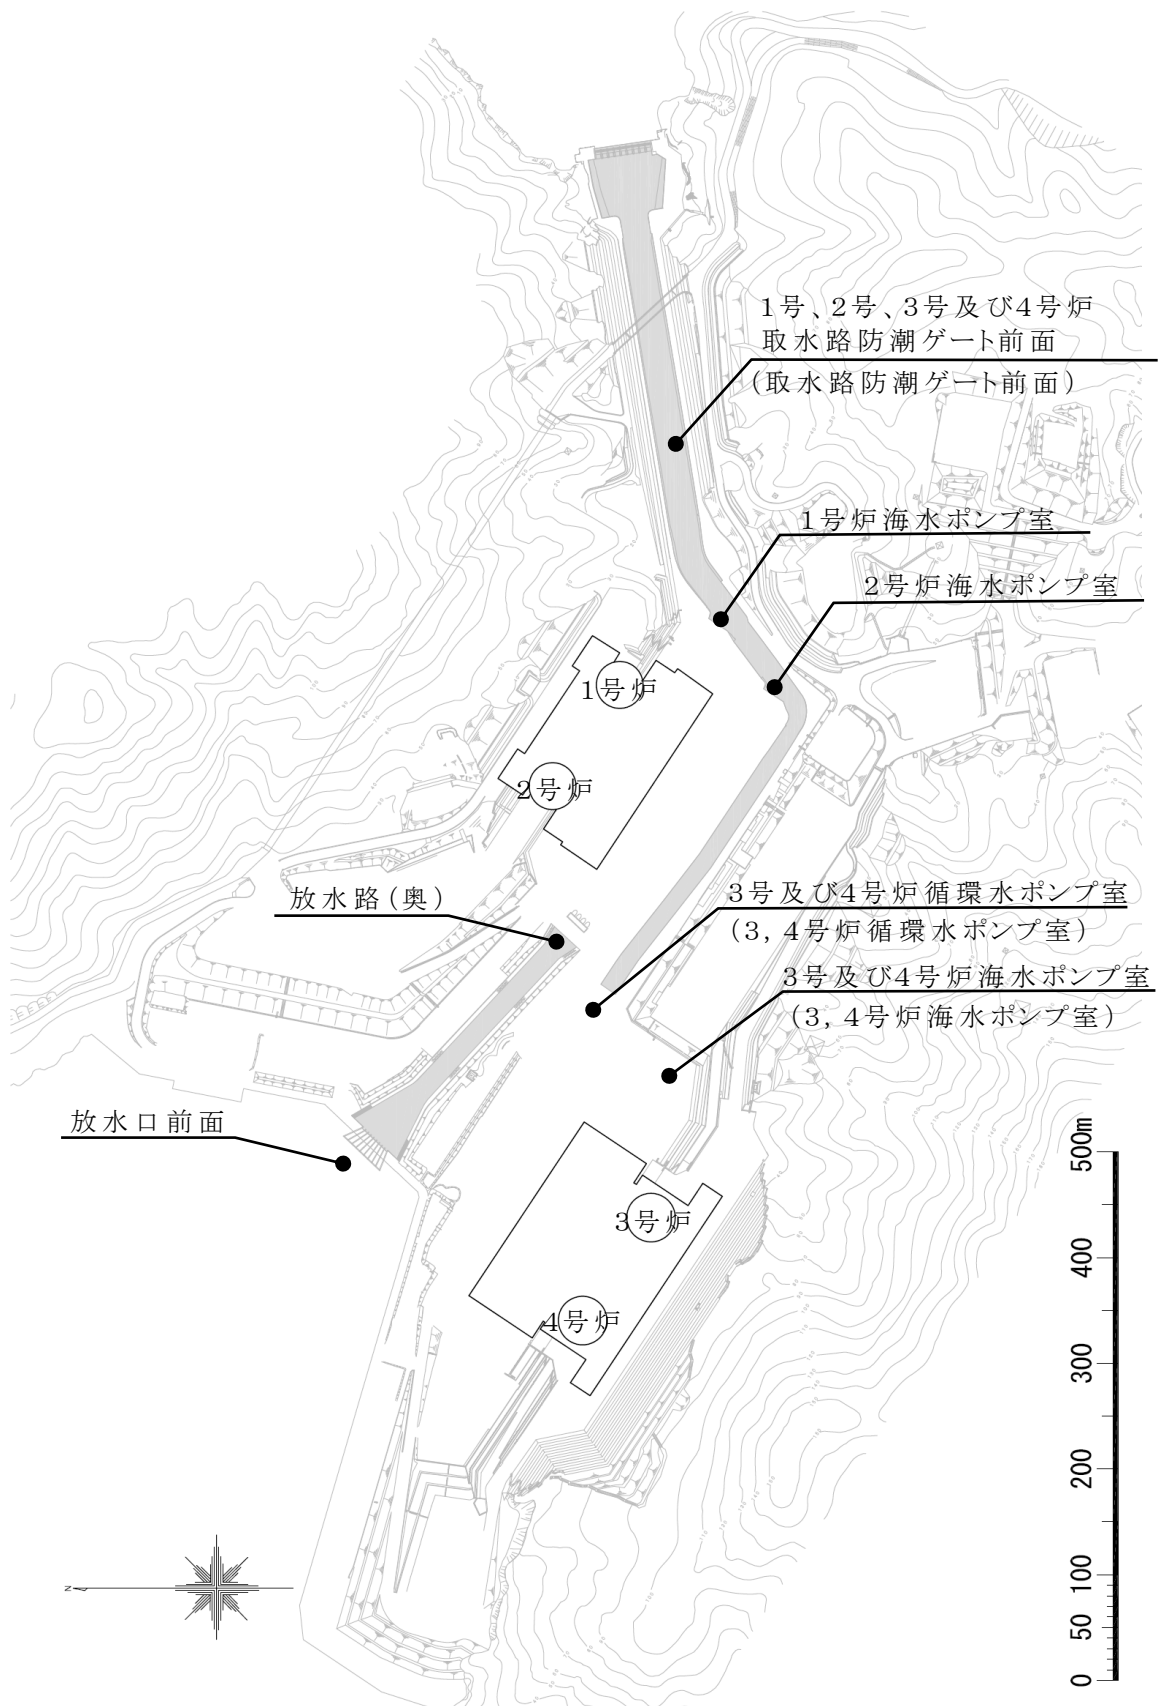 1号、2号、3号及び4号炉
取水路防潮ゲート前面
(取水路防潮ゲート前面)
1号炉海水ポンプ室
2号炉海水ポンプ室
1号炉
2号炉
放水路(奥)
3号及び4号炉循環水ポンプ室
(3,4号炉循環水ポンプ室)
3号及び4号炉海水ポンプ室
(3,4号炉海水ポンプ室)
放水口前面
3号炉
4号炉
500m
400
300
200
100
50
0
N